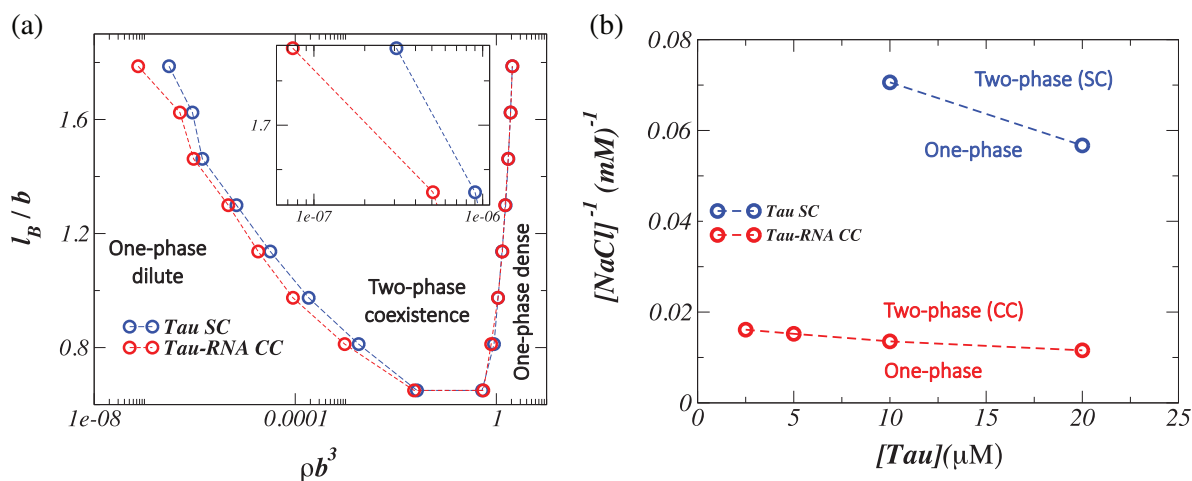 (a)
l_B / b
1.6
1.2
0.8
1e-08
0.0001
1
ρb³
One-phase
dilute
Two-phase
coexistence
One-phase dense
Tau SC
Tau-RNA CC
1.7
1e-07
1e-06
(b)
[NaCl]⁻¹ (mM)⁻¹
0.08
0.06
0.04
0.02
0
0
5
10
15
20
25
[Tau](μM)
Two-phase (SC)
One-phase
Tau SC
Tau-RNA CC
Two-phase (CC)
One-phase